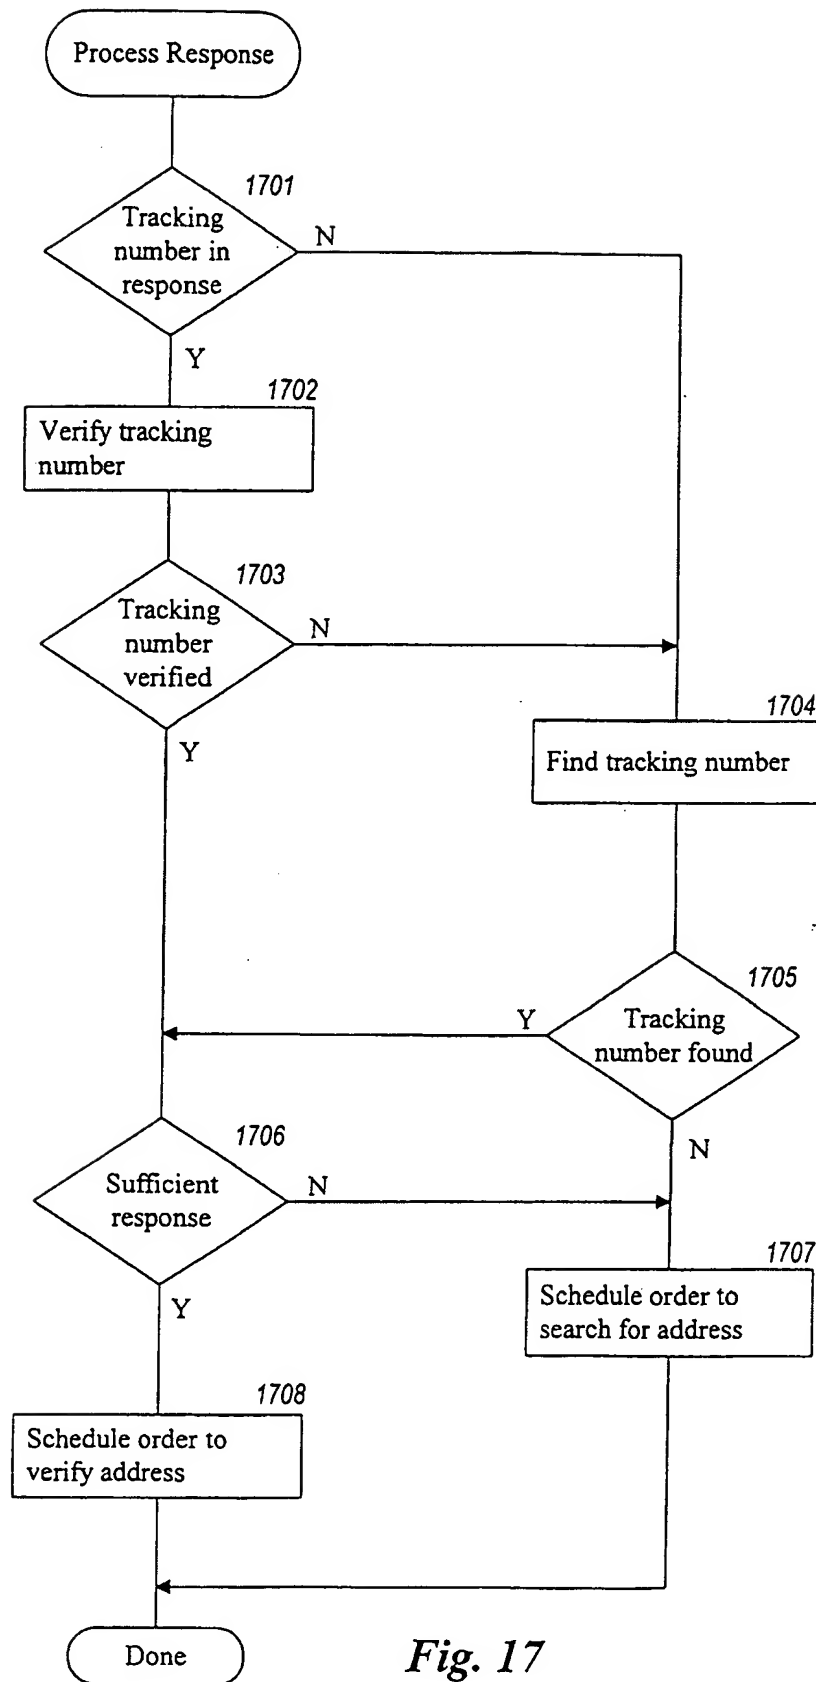 Process Response
1701
Tracking
number in
response
N
Y
1702
Verify tracking
number
1703
Tracking
number
verified
N
Y
1704
Find tracking number
1705
Tracking
number found
Y
N
1706
Sufficient
response
N
Y
1707
Schedule order to
search for address
1708
Schedule order to
verify address
Done
Fig. 17